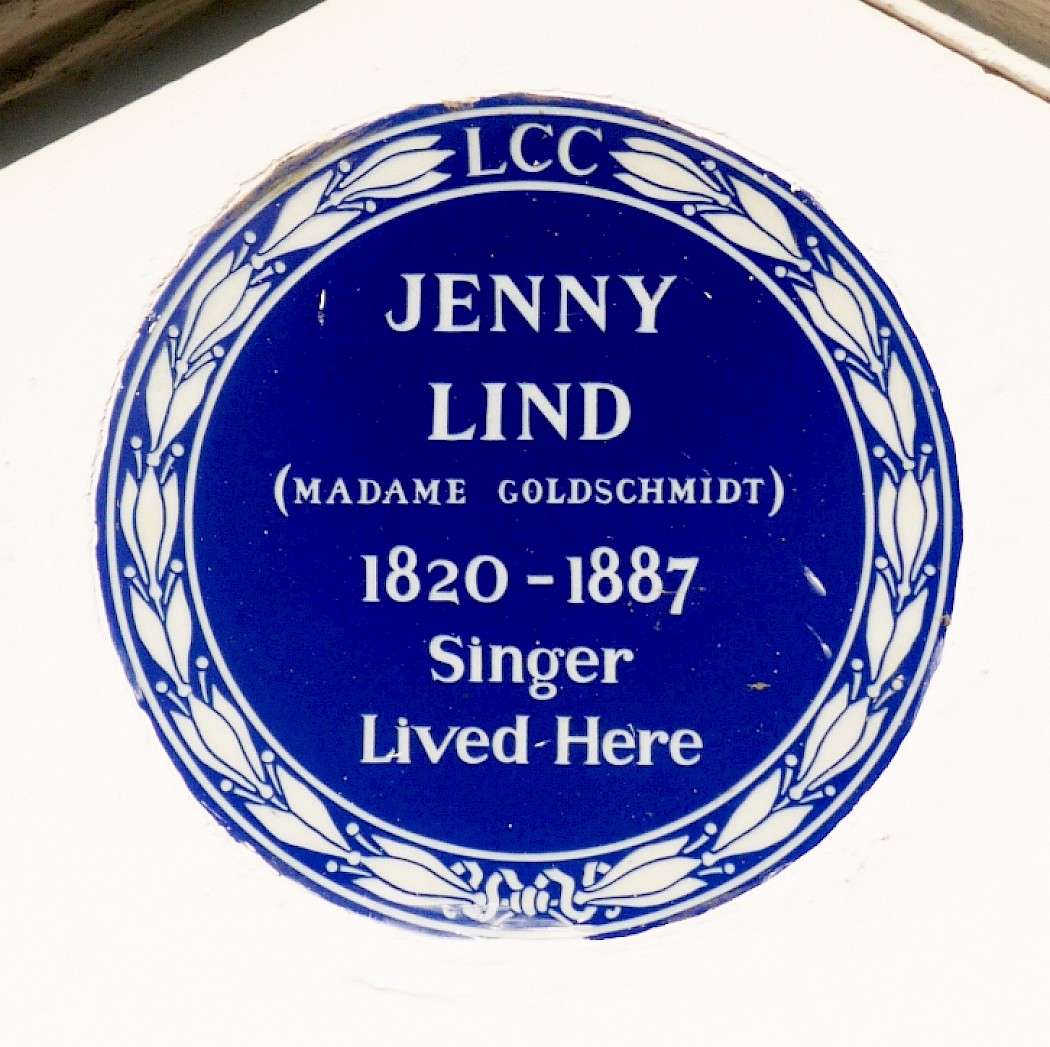 LCC
JENNY
LIND
(MADAME GOLDSCHMIDT)
1820-1887
Singer
Lived Here